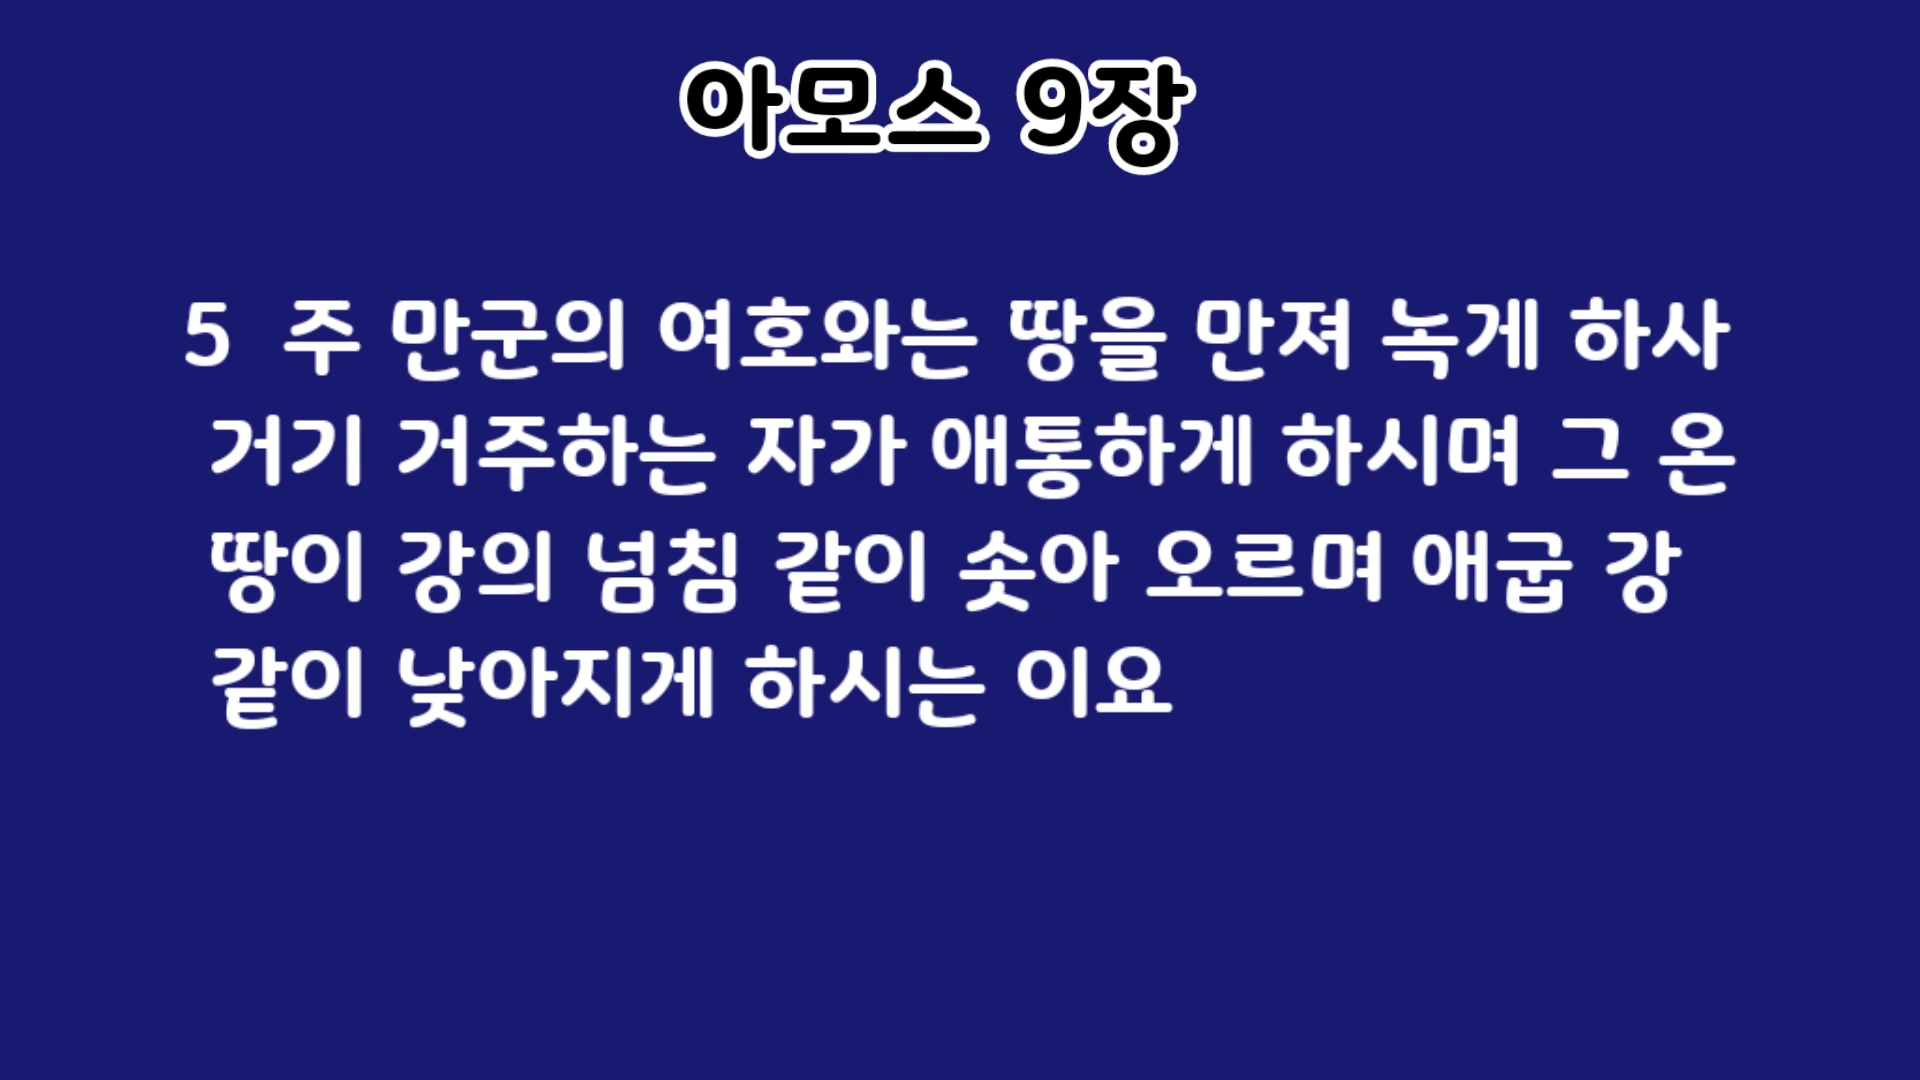 아모스 9장
5 주 만군의 여호와는 땅을 만져 녹게 하사
거기 거주하는 자가 애통하게 하시며 그 온
땅이 강의 넘침 같이 솟아 오르며 애굽 강
같이 낮아지게 하시는 이요